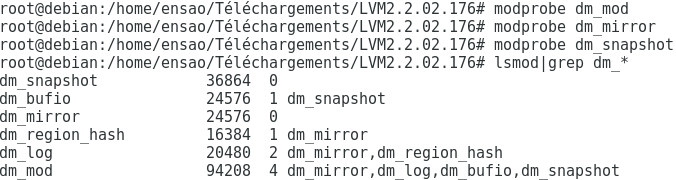 root@debian:/home/ensao/Téléchargements/LVM2.2.02.176# modprobe dm_mod
root@debian:/home/ensao/Téléchargements/LVM2.2.02.176# modprobe dm_mirror
root@debian:/home/ensao/Téléchargements/LVM2.2.02.176# modprobe dm_snapshot
root@debian:/home/ensao/Téléchargements/LVM2.2.02.176# lsmod|grep dm_*
dm_snapshot            36864  0
dm_bufio               24576  1 dm_snapshot
dm_mirror              24576  0
dm_region_hash         16384  1 dm_mirror
dm_log                 20480  2 dm_mirror,dm_region_hash
dm_mod                 94208  4 dm_mirror,dm_log,dm_bufio,dm_snapshot